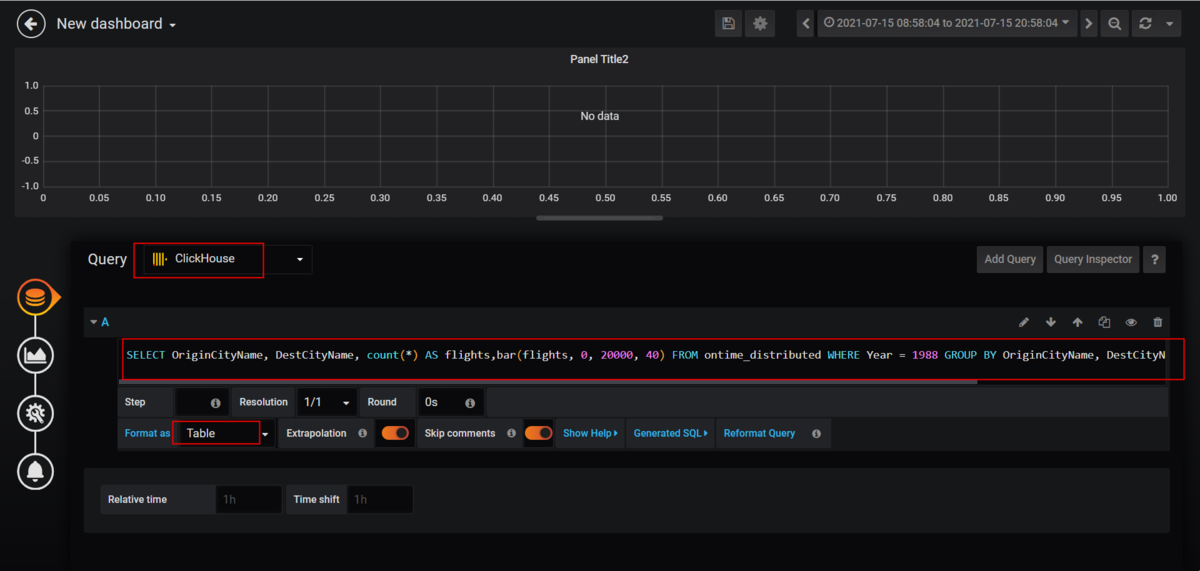 New dashboard
2021-07-15 08:58:04 to 2021-07-15 20:58:04
Panel Title2
1.0
0.5
0
-0.5
-1.0
No data
0 0.05 0.10 0.15 0.20 0.25 0.30 0.35 0.40 0.45 0.50 0.55 0.60 0.65 0.70 0.75 0.80 0.85 0.90 0.95 1.00
Query ClickHouse Add Query Query Inspector ?
A
SELECT OriginCityName, DestCityName, count(*) AS flights,bar(flights, 0, 20000, 40) FROM ontime_distributed WHERE Year = 1988 GROUP BY OriginCityName, DestCityN
Step Resolution 1/1 Round 0s
Format as Table Extrapolation Skip comments Show Help Generated SQL Reformat Query
Relative time 1h Time shift 1h